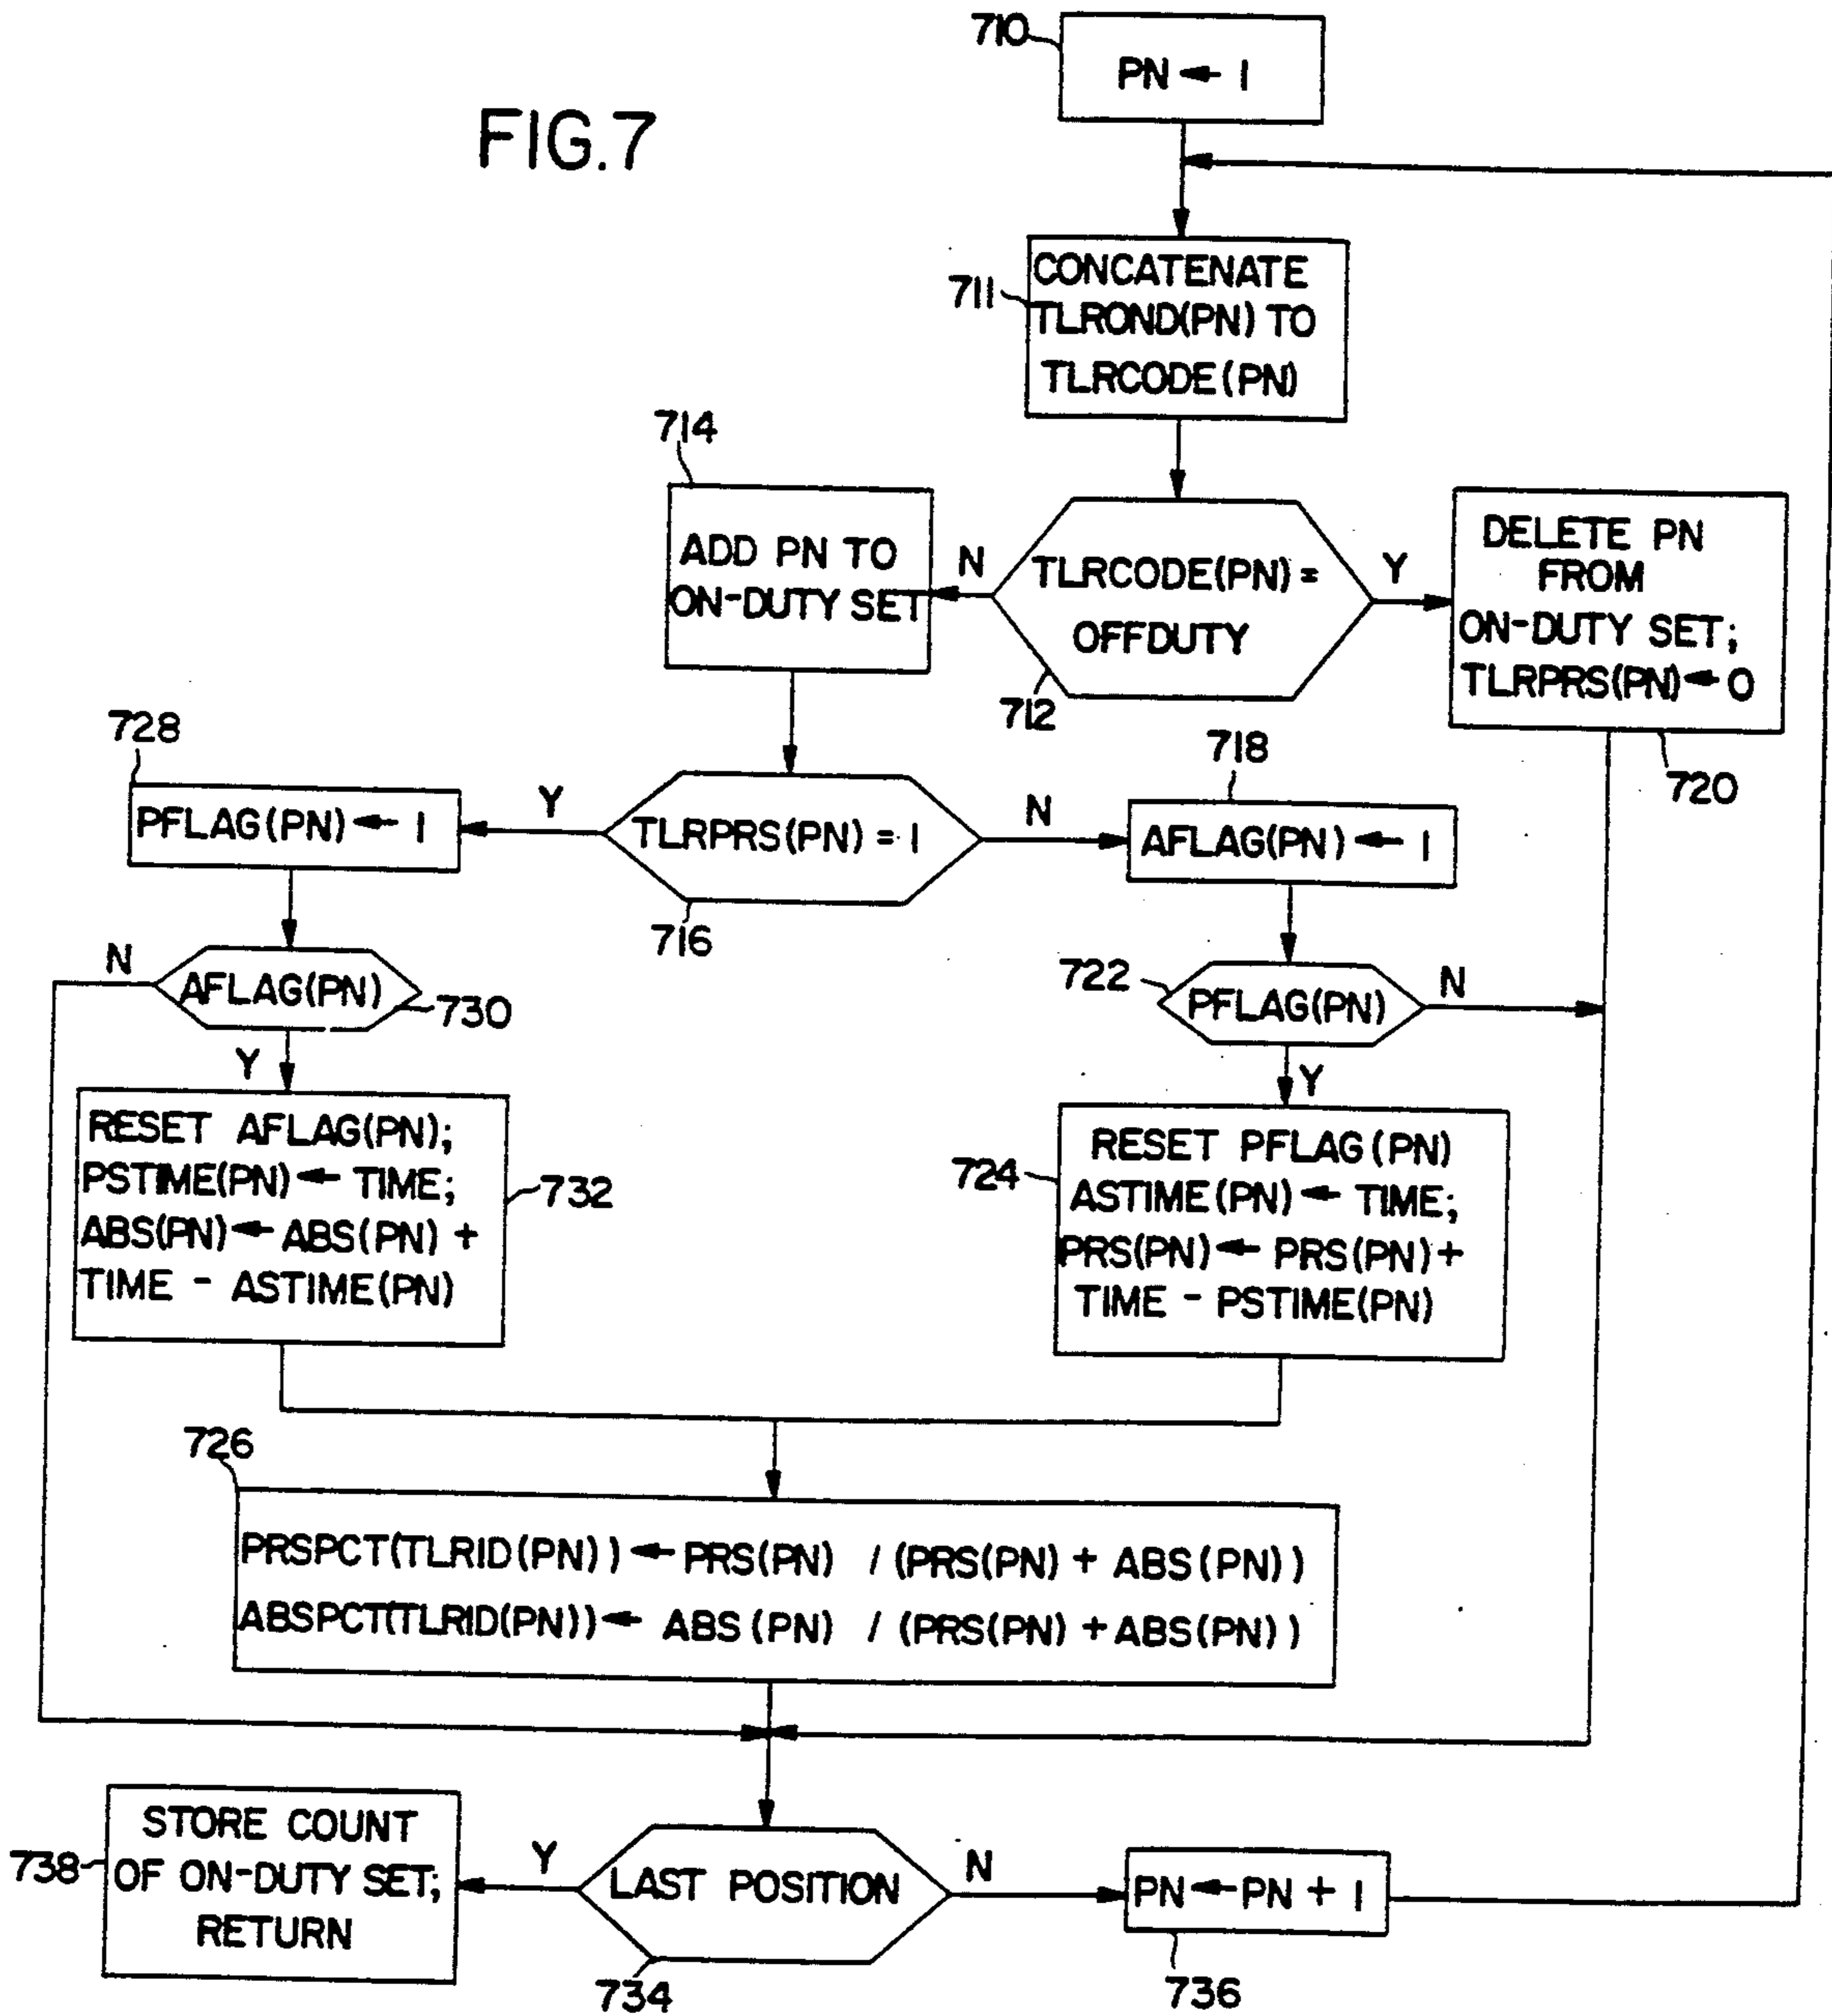 FIG.7
710
PN ← 1
711
CONCATENATE
TLROND(PN) TO
TLRCODE(PN)
714
ADD PN TO
ON-DUTY SET
N
TLRCODE(PN) =
OFFDUTY
712
Y
DELETE PN
FROM
ON-DUTY SET;
TLRPRS(PN) ← 0
720
728
PFLAG(PN) ← 1
Y
TLRPRS(PN) = 1
716
N
718
AFLAG(PN) ← 1
N
AFLAG(PN)
730
Y
722
PFLAG(PN)
N
Y
RESET AFLAG(PN);
PSTIME(PN) ← TIME;
ABS(PN) ← ABS(PN) +
TIME - ASTIME(PN)
732
724
RESET PFLAG(PN)
ASTIME(PN) ← TIME;
PRS(PN) ← PRS(PN) +
TIME - PSTIME(PN)
726
PRSPCT(TLRID(PN)) ← PRS(PN) / (PRS(PN) + ABS(PN))
ABSPCT(TLRID(PN)) ← ABS(PN) / (PRS(PN) + ABS(PN))
738
STORE COUNT
OF ON-DUTY SET;
RETURN
Y
LAST POSITION
734
N
PN ← PN + 1
736